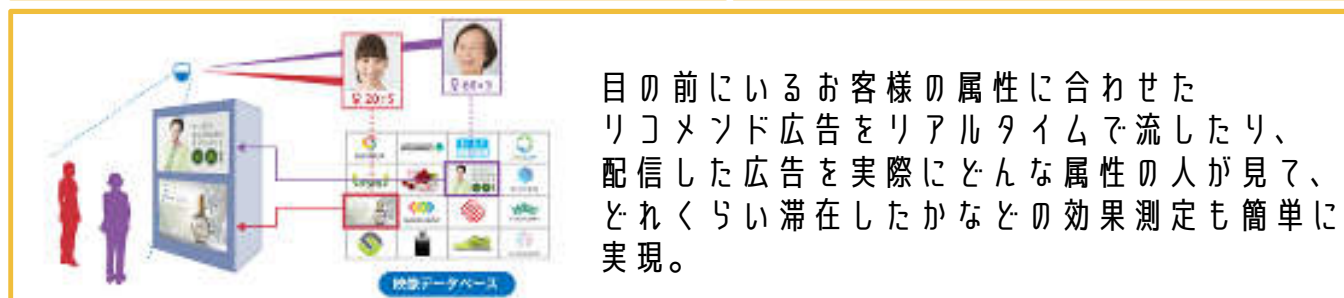 ♀ 20±5
目の前にいるお客様の属性に合わせた
リコメンド広告をリアルタイムで流したり、
配信した広告を実際にどんな属性の人が見て、
どれくらい滞在したかなどの効果測定も簡単に
実現。
映像データベース